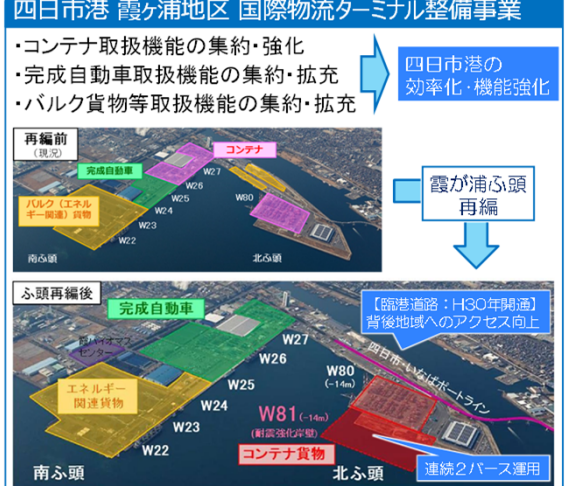 四日市港 霞ヶ浦地区 国際物流ターミナル整備事業
・コンテナ取扱機能の集約・強化
・完成自動車取扱機能の集約・拡充
・バルク貨物等取扱機能の集約・拡充
四日市港の
効率化・機能強化
再編前
(現況)
コンテナ
完成自動車
バルク（エネル
ギー関連）貨物
W27
W26
W25
W24
W23
W22
W80
南ふ頭
北ふ頭
霞が浦ふ頭
再編
ふ頭再編後
完成自動車
【臨港道路：H30年開通】
背後地域へのアクセス向上
四日市・いなばポートライン
センター
エネルギー
関連貨物
W27
W26
W25
W24
W23
W22
W80
(-14m)
W81(-14m)
(耐震強化岸壁)
コンテナ貨物
南ふ頭
北ふ頭
連続2バース運用